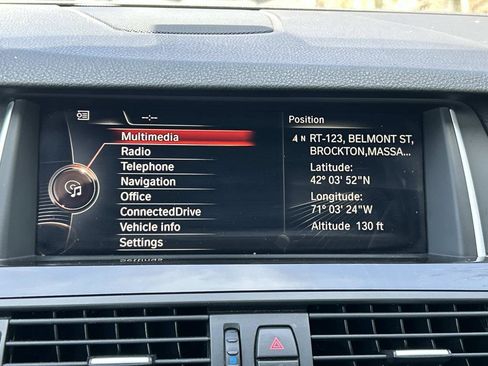 --:--
Multimedia
Radio
Telephone
Navigation
Office
ConnectedDrive
Vehicle info
Settings
Position
N RT-123, BELMONT ST,
BROCKTON,MASSA...
Latitude:
42° 03' 52"N
Longitude:
71° 03' 24"W
Altitude 130 ft